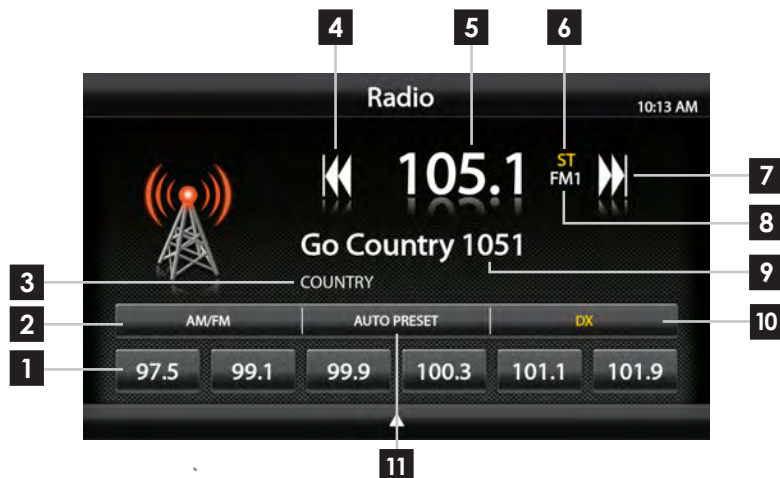 4 5 6
Radio
10:13 AM
105.1
ST
FM1
7
8
Go Country 1051
9
3 COUNTRY
2 AM/FM AUTO PRESET DX 10
1 97.5 99.1 99.9 100.3 101.1 101.9
11